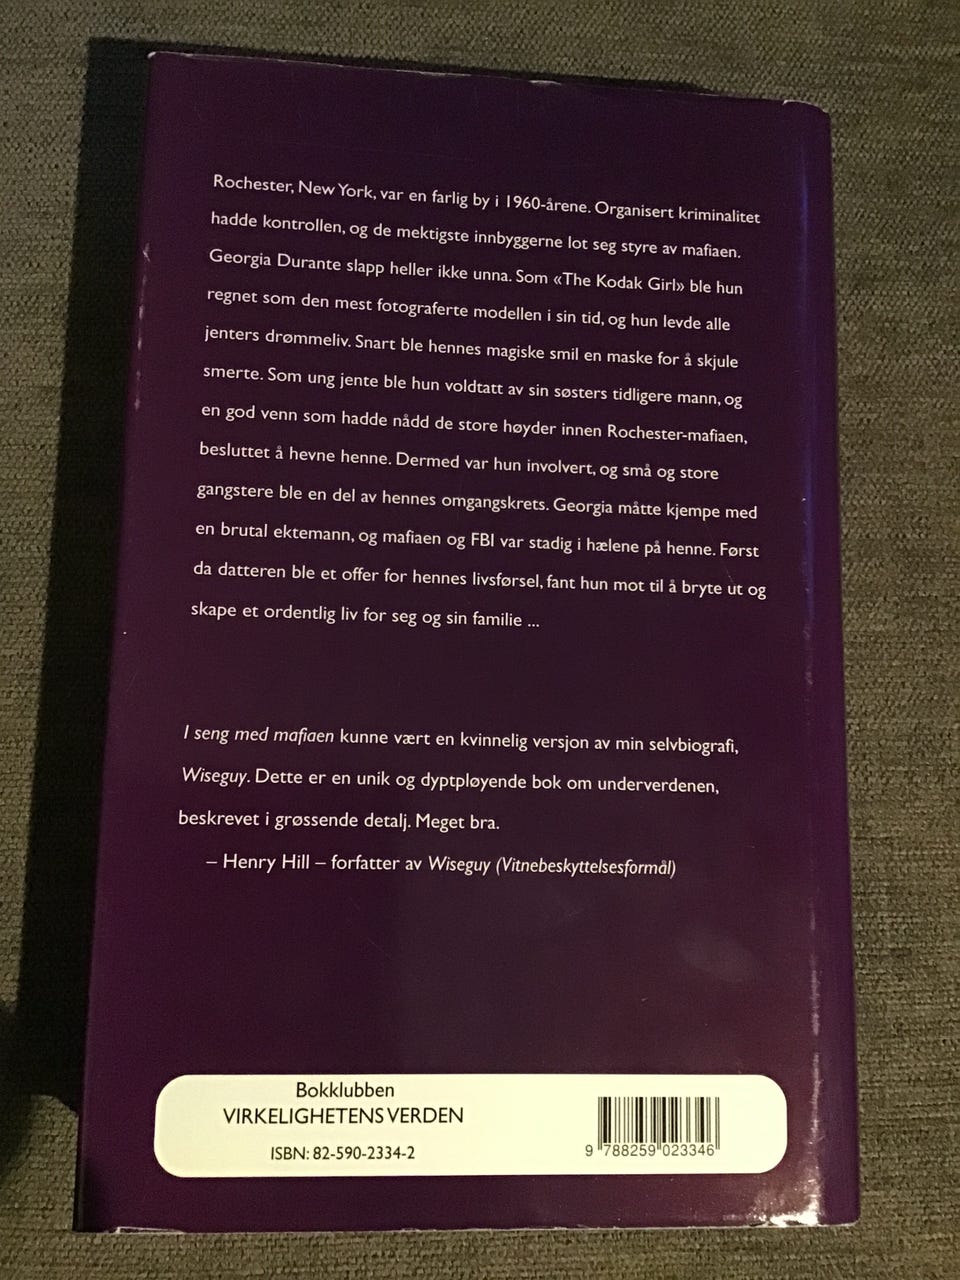 Rochester, New York, var en farlig by i 1960-årene. Organisert kriminalitet
hadde kontrollen, og de mektigste innbyggerne lot seg styre av mafiaen.
Georgia Durante slapp heller ikke unna. Som «The Kodak Girl» ble hun
regnet som den mest fotograferte modellen i sin tid, og hun levde alle
jenters drømmeliv. Snart ble hennes magiske smil en maske for å skjule
smerte. Som ung jente ble hun voldtatt av sin søsters tidligere mann, og
en god venn som hadde nådd de store høyder innen Rochester-mafiaen,
besluttet å hevne henne. Dermed var hun involvert, og små og store
gangstere ble en del av hennes omgangskrets. Georgia måtte kjempe med
en brutal ektemann, og mafiaen og FBI var stadig i hælene på henne. Først
da datteren ble et offer for hennes livsførsel, fant hun mot til å bryte ut og
skape et ordentlig liv for seg og sin familie ...
I seng med mafiaen kunne vært en kvinnelig versjon av min selvbiografi,
Wiseguy. Dette er en unik og dyptpløyende bok om underverdenen,
beskrevet i grøssende detalj. Meget bra.
– Henry Hill – forfatter av Wiseguy (Vitnebeskyttelsesformål)
Bokklubben
VIRKELIGHETENS VERDEN
ISBN: 82-590-2334-2
9 788259 023346